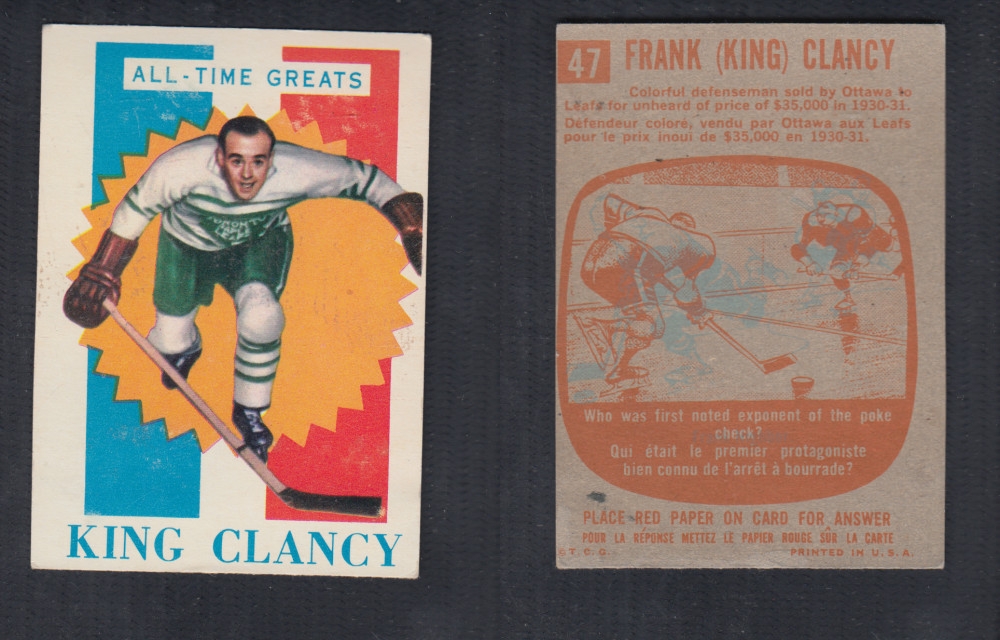 ALL-TIME GREATS
TORONTO
KING CLANCY
47
FRANK (KING) CLANCY
Colorful defenseman sold by Ottawa to
Leafs for unheard of price of $35,000 in 1930-31.
Défendeur coloré, vendu par Ottawa aux Leafs
pour le prix inoui de $35,000 en 1930-31.
Who was first noted exponent of the poke
check?
Qui était le premier protagoniste
bien connu de l'arrêt à bourrade?
PLACE RED PAPER ON CARD FOR ANSWER
POUR LA RÉPONSE METTEZ LE PAPIER ROUGE SUR LA CARTE
©T.C.G. PRINTED IN U.S.A.